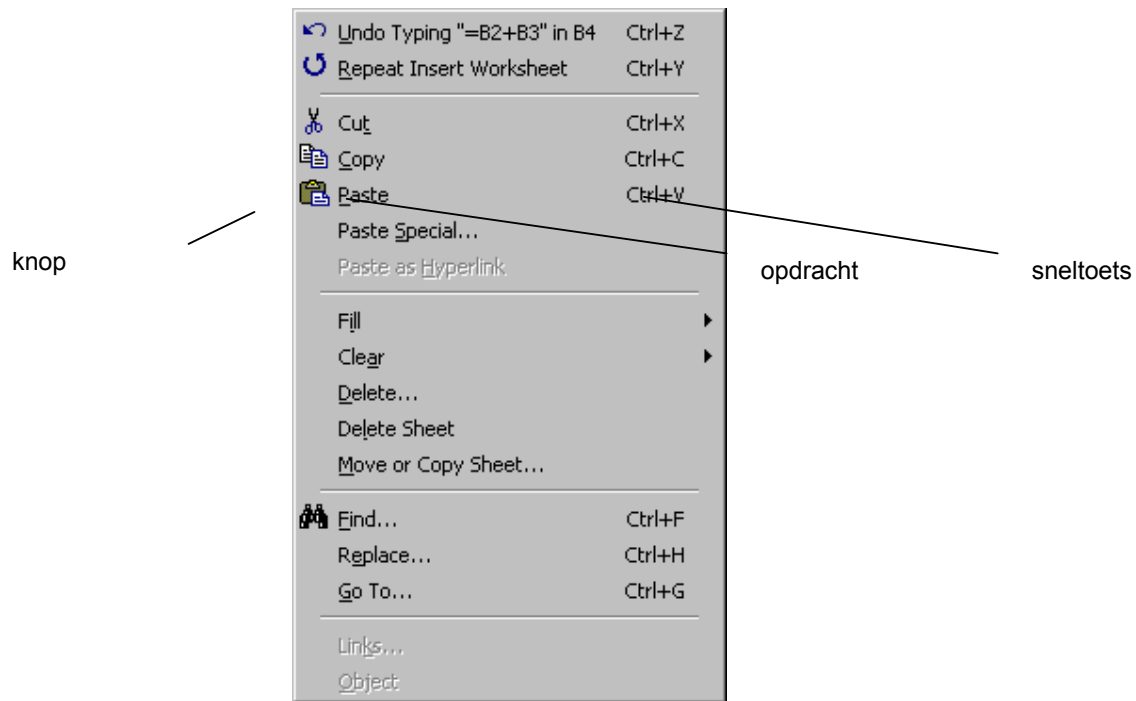 Undo Typing "=B2+B3" in B4 Ctrl+Z
Repeat Insert Worksheet Ctrl+Y
Cut Ctrl+X
Copy Ctrl+C
Paste Ctrl+V
Paste Special...
knop
Paste as Hyperlink
opdracht
sneltoets
Fill
Clear
Delete...
Delete Sheet
Move or Copy Sheet...
Find... Ctrl+F
Replace... Ctrl+H
Go To... Ctrl+G
Links...
Object